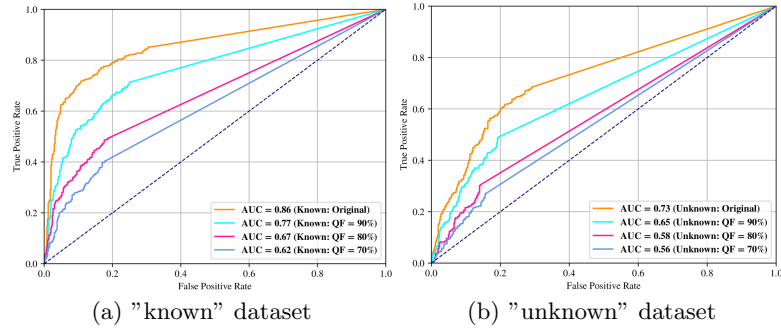 1.0
0.8
0.6
0.4
0.2
0.0
True Positive Rate
0.0 0.2 0.4 0.6 0.8 1.0
False Positive Rate
AUC = 0.86 (Known: Original)
AUC = 0.77 (Known: QF = 90%)
AUC = 0.67 (Known: QF = 80%)
AUC = 0.62 (Known: QF = 70%)
(a) ”known” dataset
1.0
0.8
0.6
0.4
0.2
0.0
True Positive Rate
0.0 0.2 0.4 0.6 0.8 1.0
False Positive Rate
AUC = 0.73 (Unknown: Original)
AUC = 0.65 (Unknown: QF = 90%)
AUC = 0.58 (Unknown: QF = 80%)
AUC = 0.56 (Unknown: QF = 70%)
(b) ”unknown” dataset